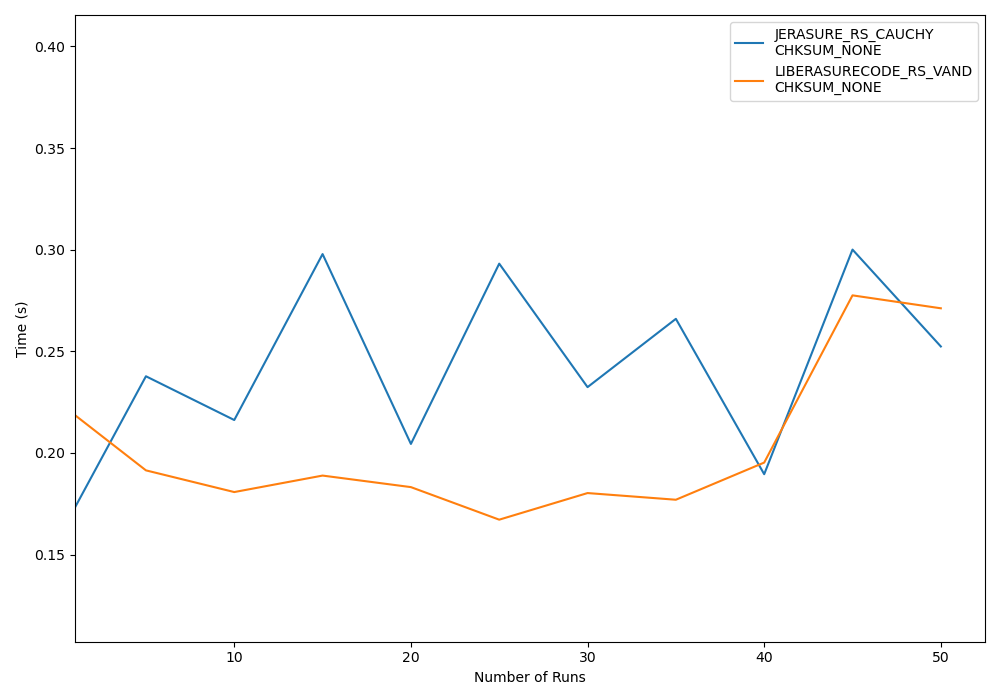 JERASURE_RS_CAUCHY
CHKSUM_NONE
LIBERASURECODE_RS_VAND
CHKSUM_NONE
0.40
0.35
0.30
0.25
0.20
0.15
Time (s)
10
20
30
40
50
Number of Runs